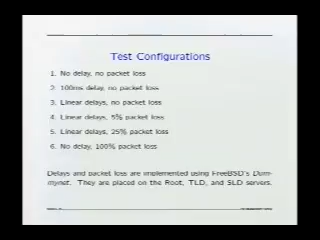 Test Configurations
1. No delay, no packet loss
2. 100ms delay, no packet loss
3. Linear delays, no packet loss
4. Linear delays, 5% packet loss
5. Linear delays, 25% packet loss
6. No delay, 100% packet loss
Delays and packet loss are implemented using FreeBSD's Dum-
mynet. They are placed on the Root, TLD, and SLD servers.